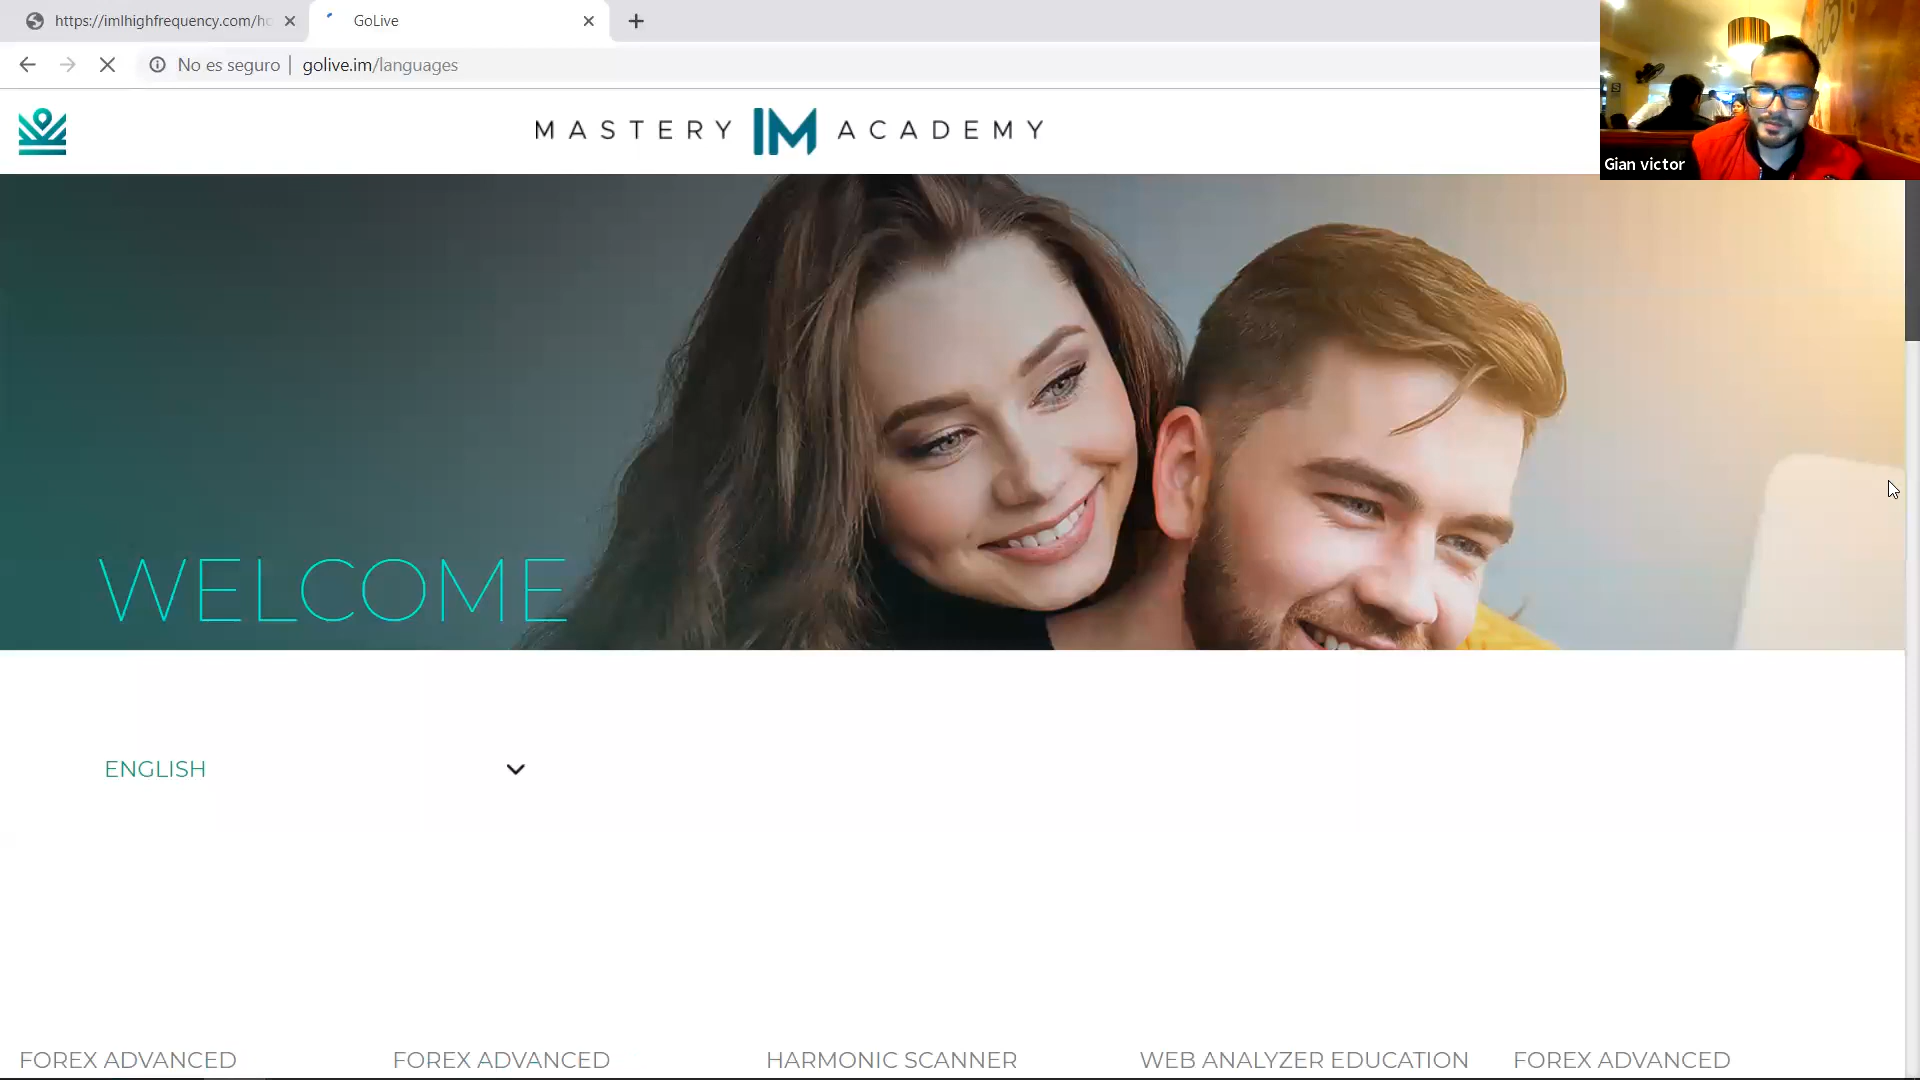 https://imlhighfrequency.com/ho
GoLive
No es seguro | golive.im/languages
MASTERY IM ACADEMY
Gian victor
WELCOME
ENGLISH
FOREX ADVANCED
FOREX ADVANCED
HARMONIC SCANNER
WEB ANALYZER EDUCATION
FOREX ADVANCED